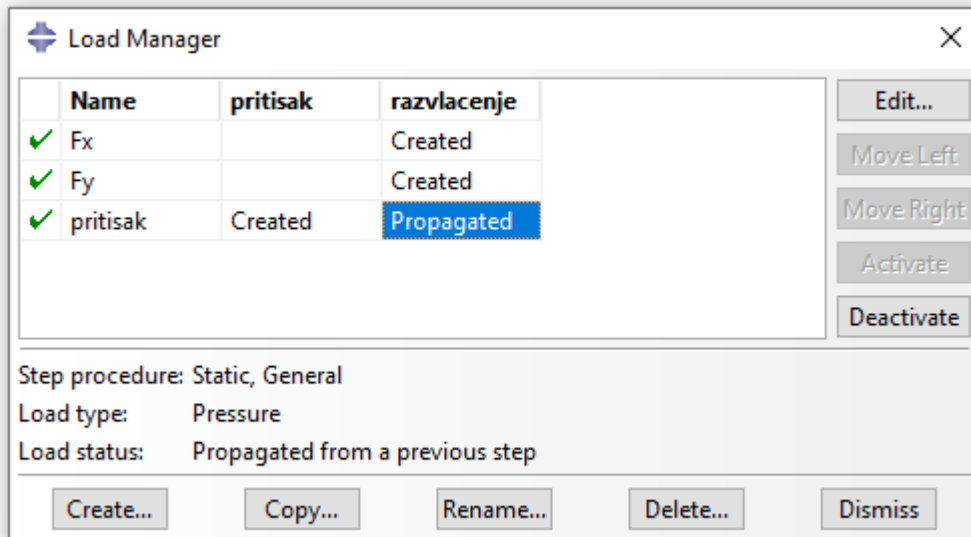 Load Manager
Name pritisak razvlacenje
Fx Created
Fy Created
pritisak Created Propagated
Edit...
Move Left
Move Right
Activate
Deactivate
Step procedure: Static, General
Load type: Pressure
Load status: Propagated from a previous step
Create... Copy... Rename... Delete... Dismiss